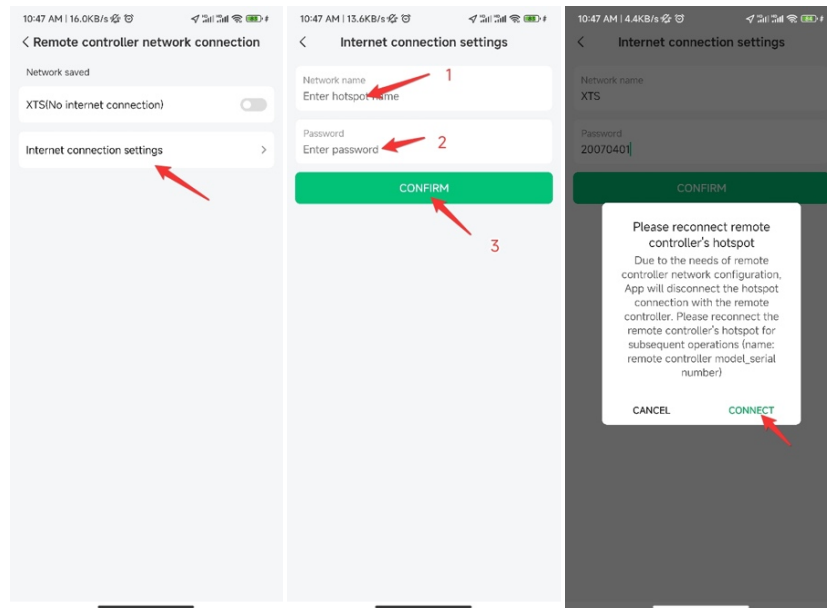 10:47 AM | 16.0KB/s
Remote controller network connection
Network saved
XTS(No internet connection)
Internet connection settings
10:47 AM | 13.6KB/s
Internet connection settings
Network name
Enter hotspot name
1
Password
Enter password
2
CONFIRM
3
10:47 AM | 4.4KB/s
Internet connection settings
Network name
XTS
Password
20070401
CONFIRM
Please reconnect remote
controller's hotspot
Due to the needs of remote
controller network configuration,
App will disconnect the hotspot
connection with the remote
controller. Please reconnect the
remote controller's hotspot for
subsequent operations (name:
remote controller model_serial
number)
CANCEL
CONNECT